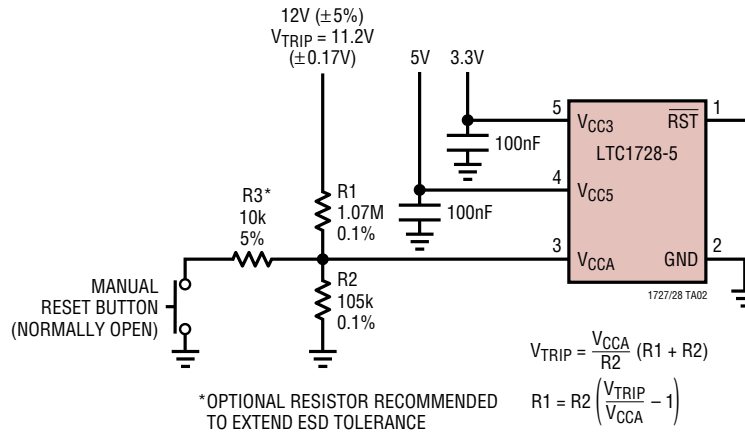 12V (±5%)
VTRIP = 11.2V
(±0.17V)
5V
3.3V
5
VCC3
RST
1
100nF
LTC1728-5
4
VCC5
100nF
R1
1.07M
0.1%
R3*
10k
5%
3
VCCA
GND
2
MANUAL
RESET BUTTON
(NORMALLY OPEN)
R2
105k
0.1%
1727/28 TA02
VTRIP = VCCA/R2 (R1 + R2)
*OPTIONAL RESISTOR RECOMMENDED
TO EXTEND ESD TOLERANCE
R1 = R2 (VTRIP/VCCA – 1)